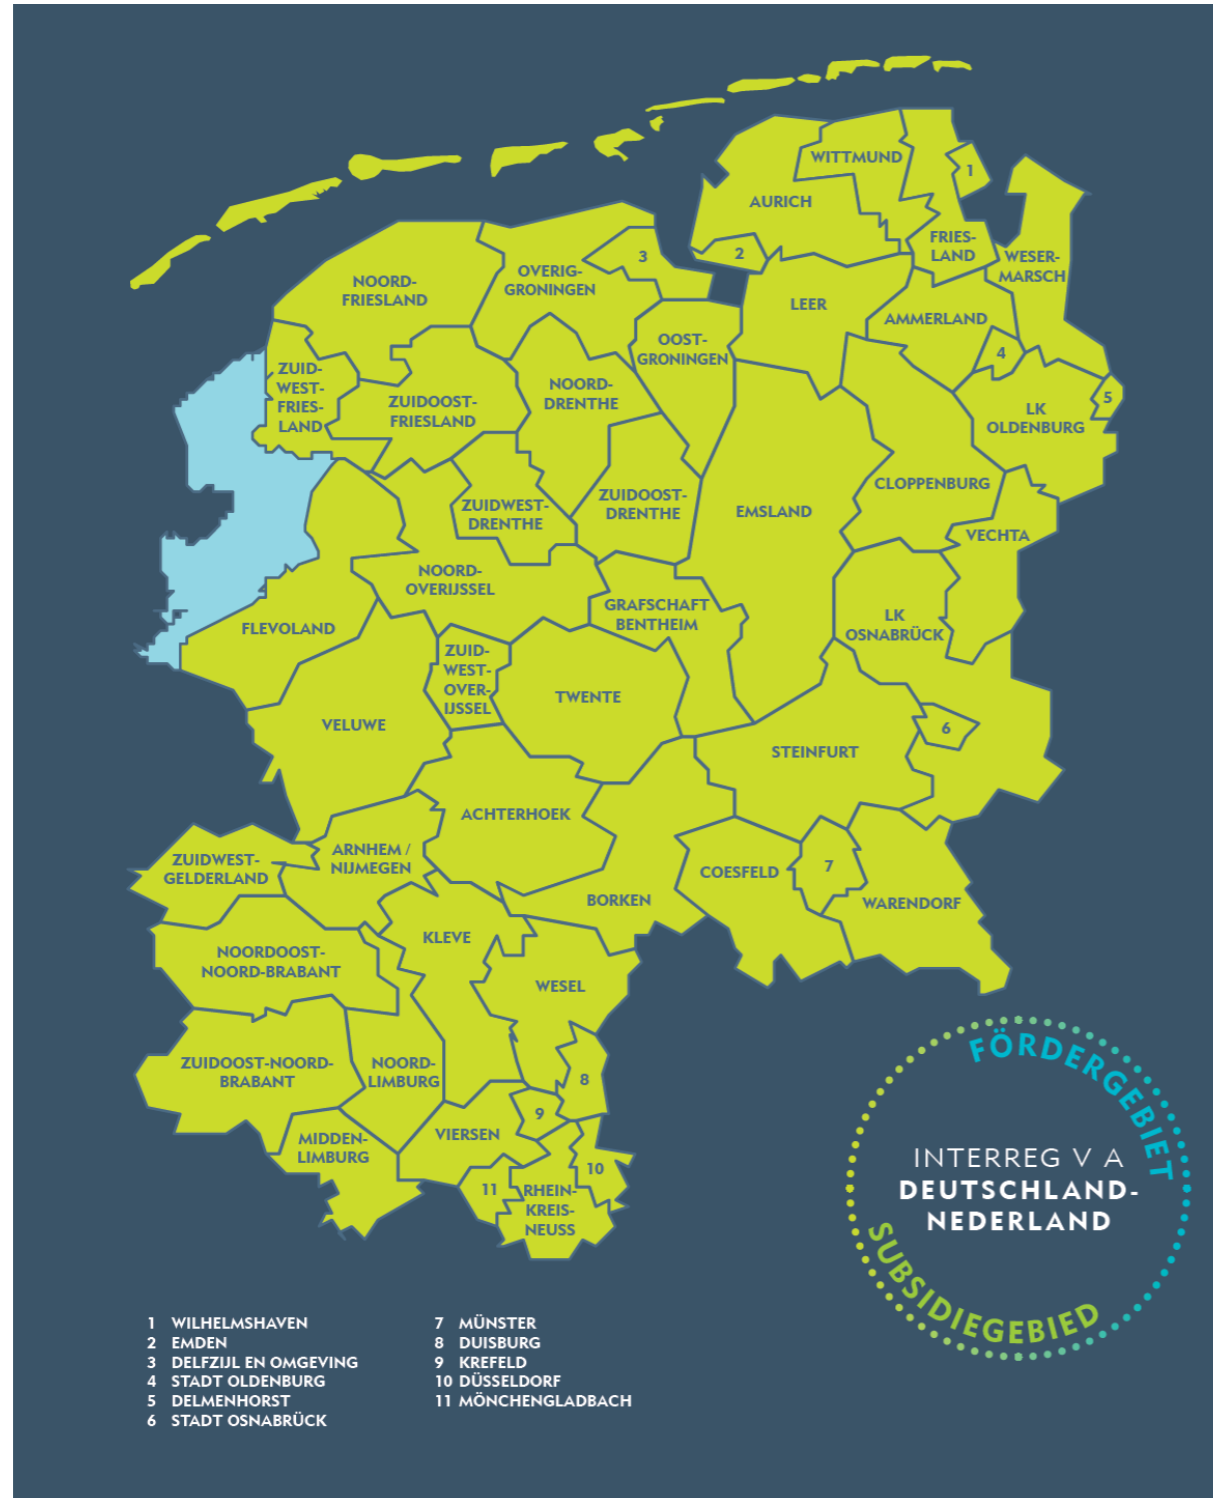 WITTMUND
1
AURICH
FRIES-
LAND
2
3
WESER-
MARSCH
NOORD-
FRIESLAND
OVERIG-
GRONINGEN
LEER
AMMERLAND
OOST-
GRONINGEN
4
ZUID-
WEST-
FRIES-
LAND
ZUIDOOST-
FRIESLAND
NOORD-
DRENTHE
5
LK
OLDENBURG
CLOPPENBURG
ZUIDWEST-
DRENTHE
ZUIDOOST-
DRENTHE
EMSLAND
VECHTA
NOORD-
OVERIJSSEL
GRAFSCHAFT
BENTHEIM
LK
OSNABRÜCK
FLEVOLAND
ZUID-
WEST-
OVER-
IJSSEL
TWENTE
VELUWE
6
STEINFURT
ACHTERHOEK
ARNHEM /
NIJMEGEN
ZUIDWEST-
GELDERLAND
COESFELD
7
BORKEN
WARENDORF
KLEVE
NOORDOOST-
NOORD-BRABANT
WESEL
ZUIDOOST-NOORD-
BRABANT
NOORD-
LIMBURG
8
9
VIERSEN
MIDDEN-
LIMBURG
10
11
RHEIN-
KREIS-
NEUSS
FÖRDERGEBIET
INTERREG V A
DEUTSCHLAND-
NEDERLAND
SUBSIDIEGEBIED
1 WILHELMSHAVEN
2 EMDEN
3 DELFZIJL EN OMGEVING
4 STADT OLDENBURG
5 DELMENHORST
6 STADT OSNABRÜCK
7 MÜNSTER
8 DUISBURG
9 KREFELD
10 DÜSSELDORF
11 MÖNCHENGLADBACH